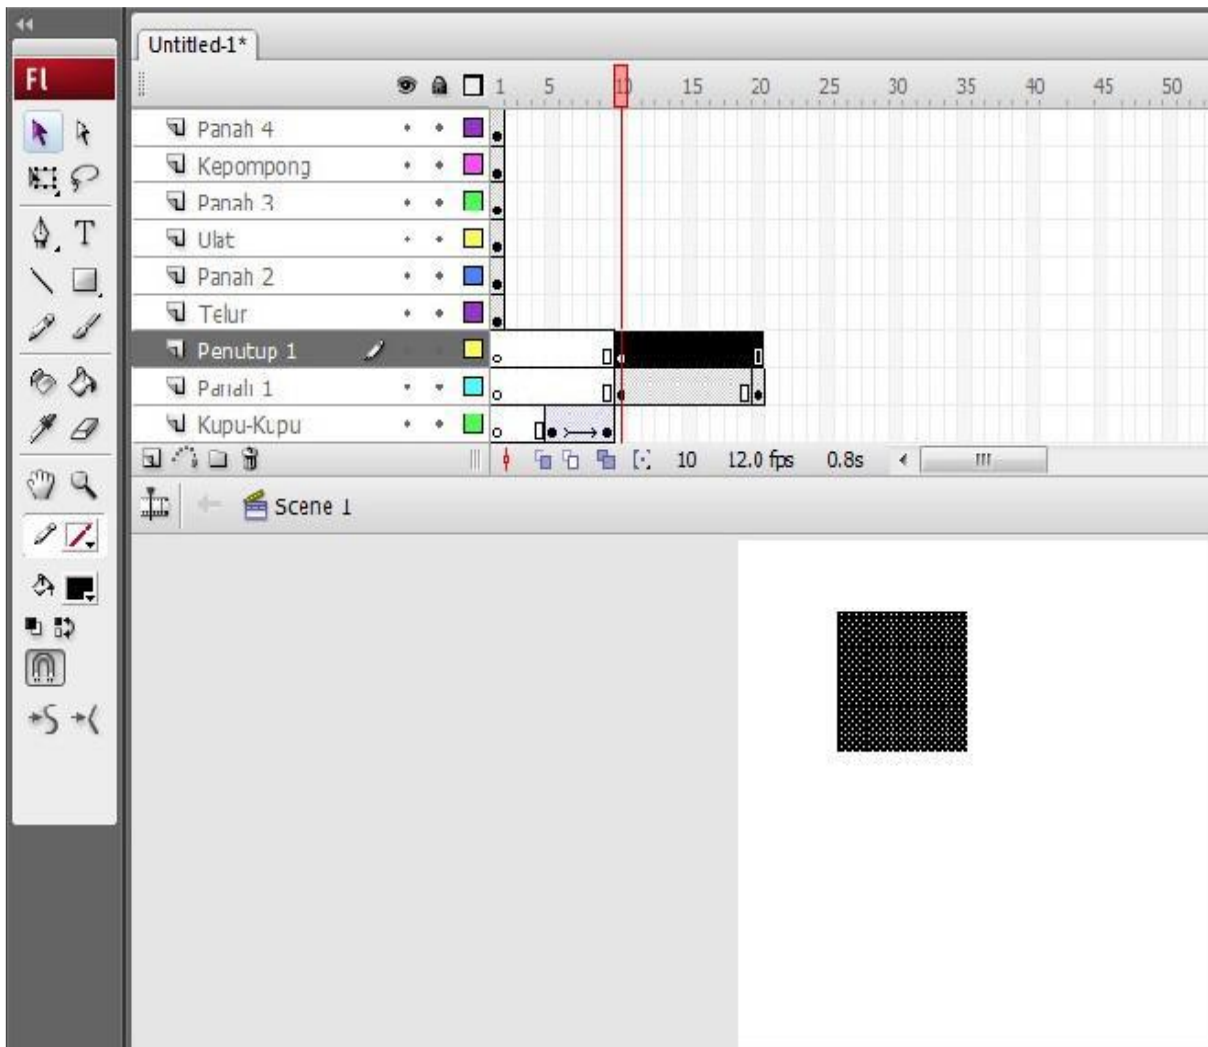 Untitled-1*
Fl
1 5 10 15 20 25 30 35 40 45 50
Panah 4
Kepompong
Panah 3
Ulat
Panah 2
Telur
Penutup 1
Panah 1
Kupu-Kupu
10 12.0 fps 0.8s
Scene 1